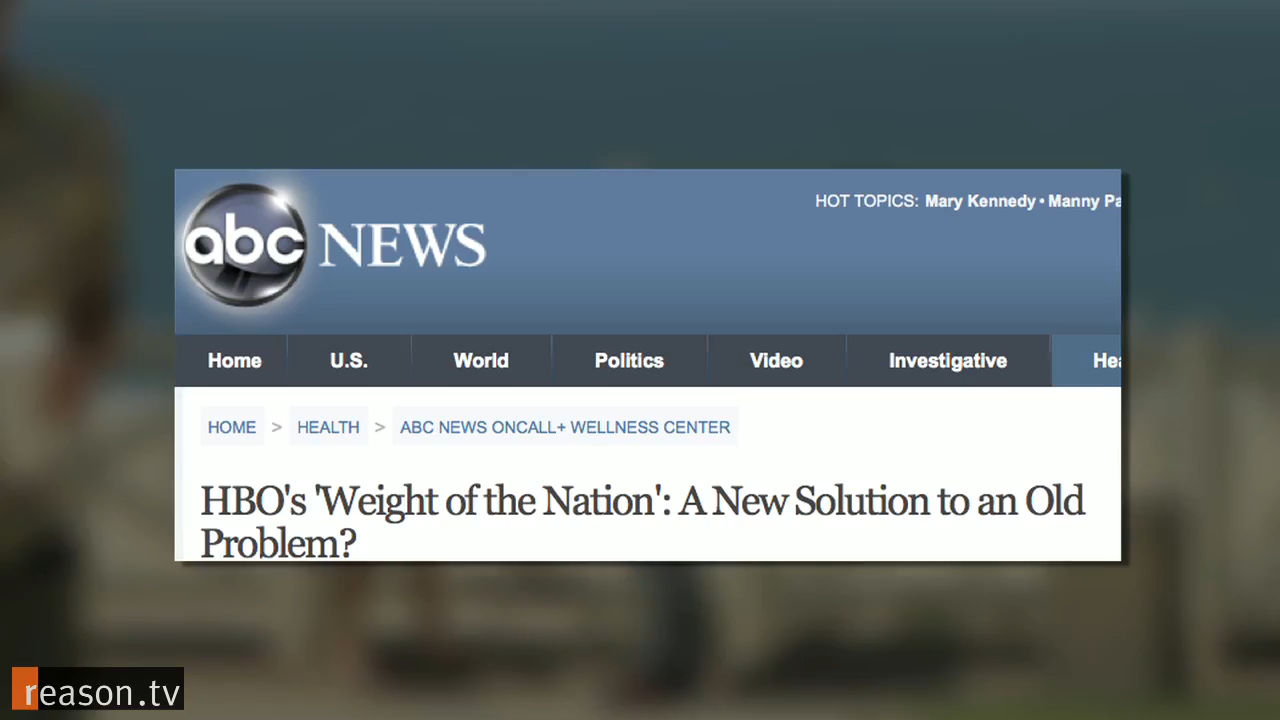 abc NEWS
HOT TOPICS: Mary Kennedy • Manny Pa
Home U.S. World Politics Video Investigative Hea
HOME > HEALTH > ABC NEWS ONCALL+ WELLNESS CENTER
HBO's 'Weight of the Nation': A New Solution to an Old
Problem?
reason.tv